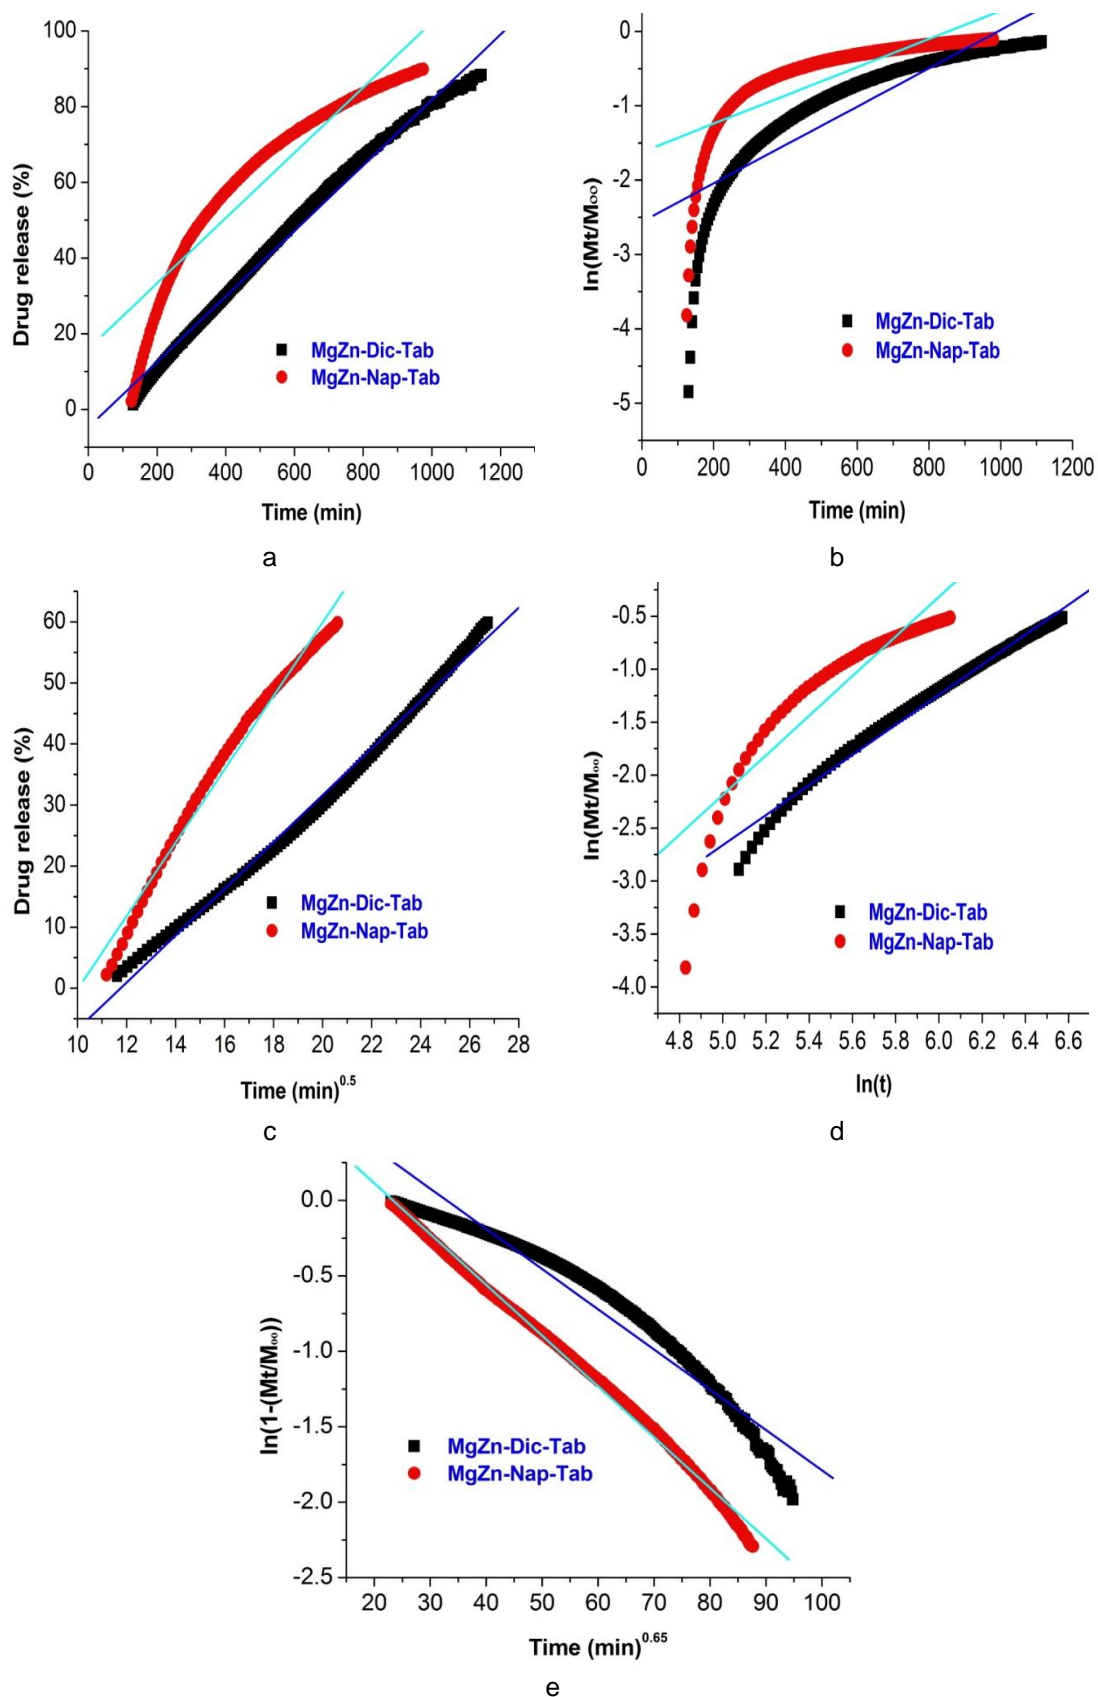 100
80
60
40
20
0
Drug release (%)
MgZn-Dic-Tab
MgZn-Nap-Tab
0 200 400 600 800 1000 1200
Time (min)
a
0
-1
-2
-3
-4
-5
ln(Mt/M∞)
MgZn-Dic-Tab
MgZn-Nap-Tab
0 200 400 600 800 1000 1200
Time (min)
b
60
50
40
30
20
10
0
Drug release (%)
MgZn-Dic-Tab
MgZn-Nap-Tab
10 12 14 16 18 20 22 24 26 28
Time (min)^0.5
c
-0.5
-1.0
-1.5
-2.0
-2.5
-3.0
-3.5
-4.0
ln(Mt/M∞)
MgZn-Dic-Tab
MgZn-Nap-Tab
4.8 5.0 5.2 5.4 5.6 5.8 6.0 6.2 6.4 6.6
ln(t)
d
0.0
-0.5
-1.0
-1.5
-2.0
-2.5
ln(1-(Mt/M∞))
MgZn-Dic-Tab
MgZn-Nap-Tab
20 30 40 50 60 70 80 90 100
Time (min)^0.65
e